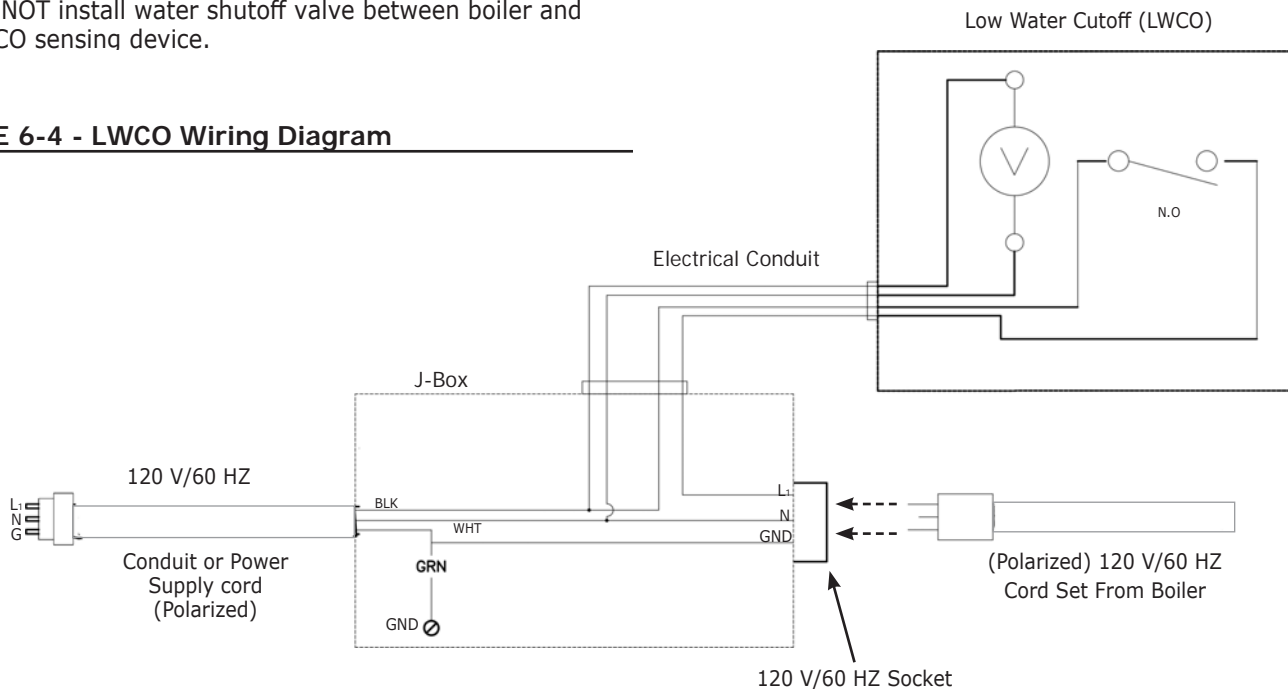 NOT install water shutoff valve between boiler and
CO sensing device.
E 6-4 - LWCO Wiring Diagram
Low Water Cutoff (LWCO)
V
N.O
Electrical Conduit
J-Box
120 V/60 HZ
L1
N
G
BLK
WHT
GRN
GND
L1
N
GND
Conduit or Power
Supply cord
(Polarized)
(Polarized) 120 V/60 HZ
Cord Set From Boiler
120 V/60 HZ Socket